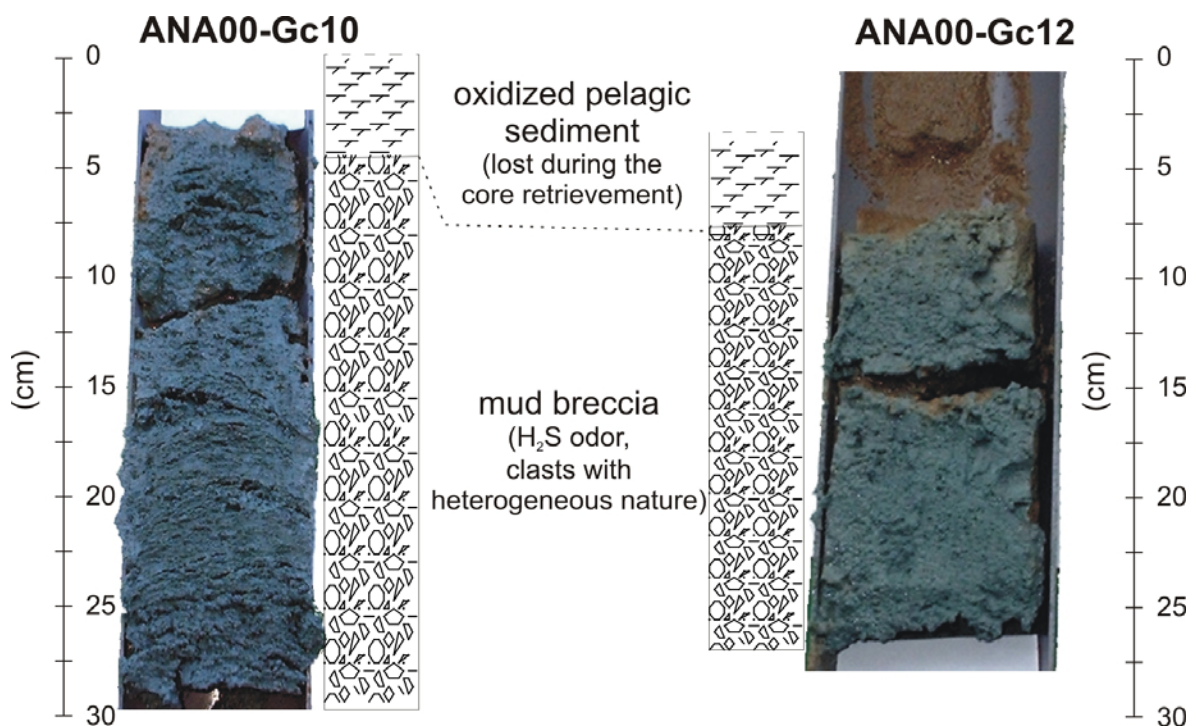 ANA00-Gc10
ANA00-Gc12
0
5
10
15
20
25
30
(cm)
oxidized pelagic
sediment
(lost during the
core retrievement)
mud breccia
(H₂S odor,
clasts with
heterogeneous nature)
0
5
10
15
20
25
30
(cm)